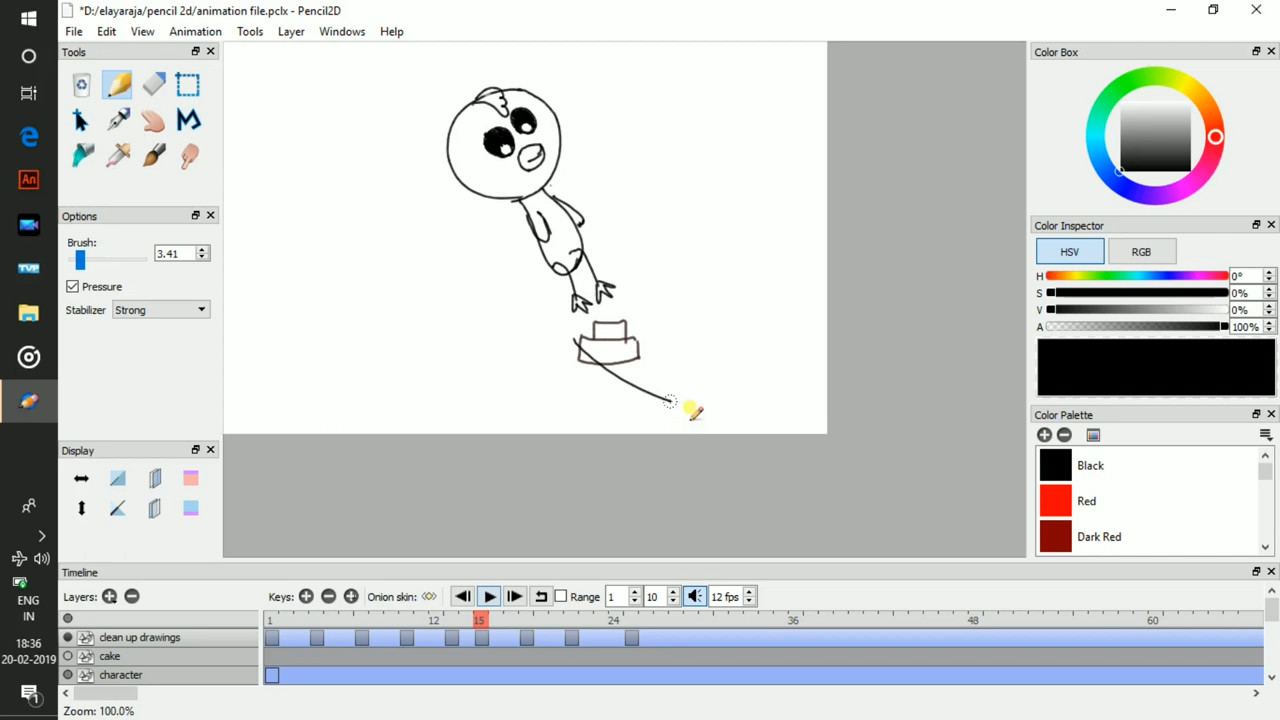 *D:/elayaraja/pencil 2d/animation file.pclx - Pencil2D
File Edit View Animation Tools Layer Windows Help
Tools
Color Box
An
Options
Brush:
3.41
Pressure
Stabilizer Strong
TVP
Color Inspector
HSV RGB
H 0°
S 0%
V 0%
A 100%
Color Palette
Black
Red
Dark Red
Display
Timeline
Layers: Keys: Onion skin: Range 1 10 12 fps
1 12 15 24 36 48 60
clean up drawings
cake
character
ENG
IN
18:36
20-02-2019
1
Zoom: 100.0%